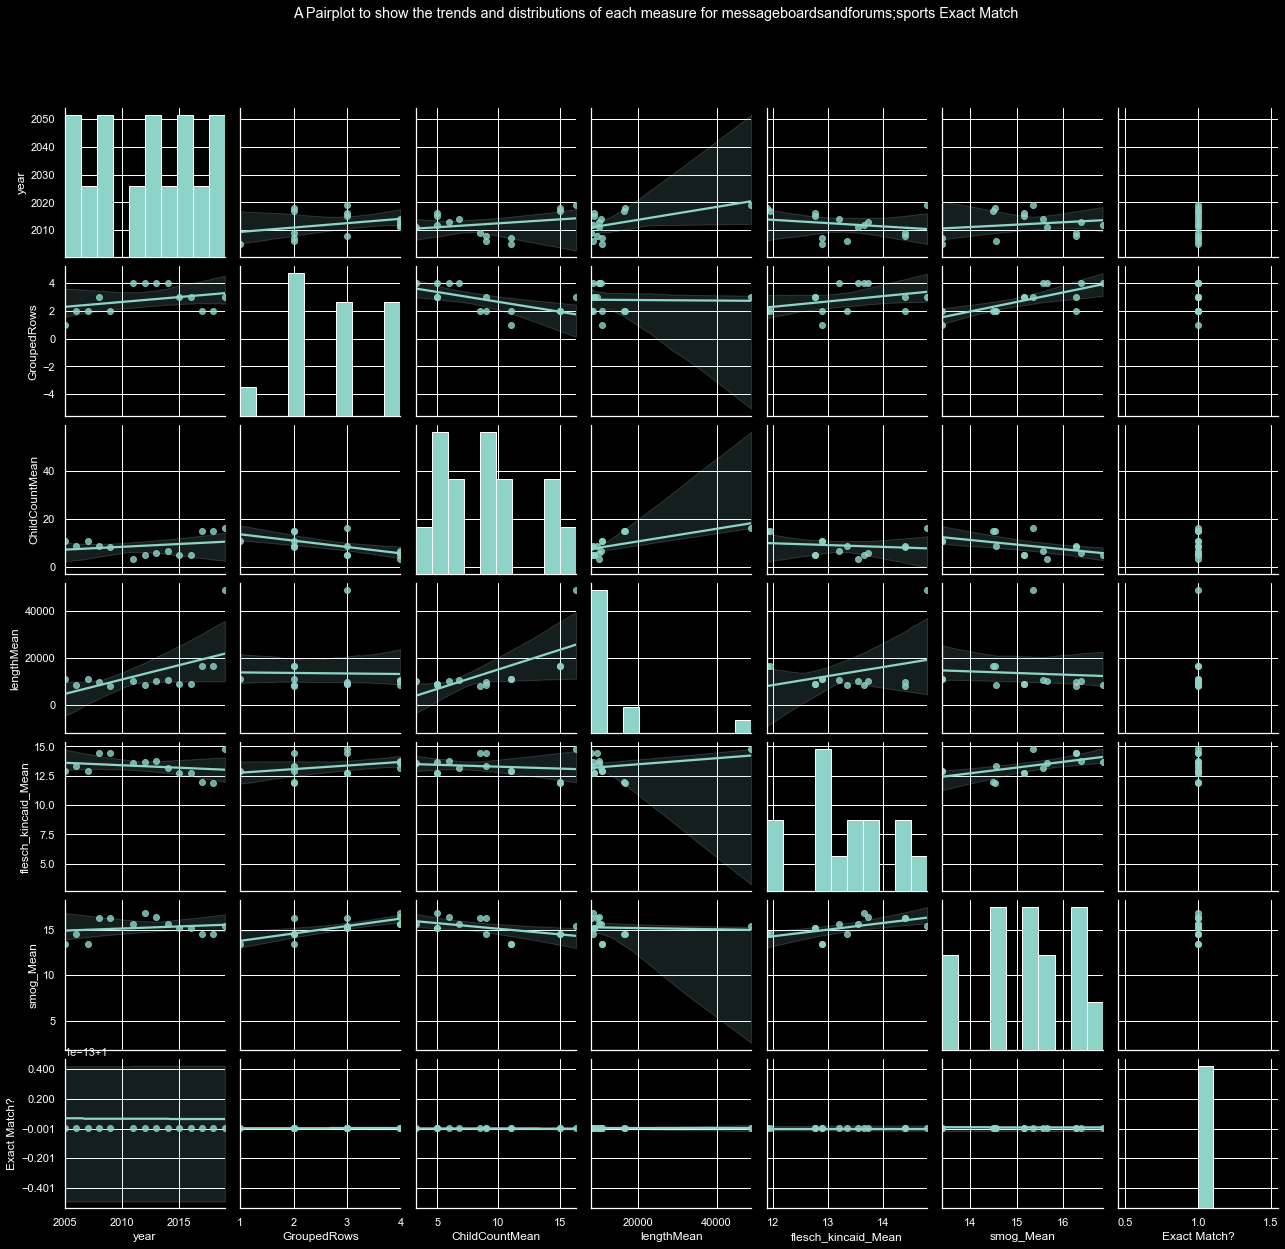 A Pairplot to show the trends and distributions of each measure for messageboardsandforums;sports Exact Match
2050
2040
2030
2020
2010
year
4
2
0
−2
−4
GroupedRows
40
20
0
ChildCountMean
40000
20000
0
lengthMean
15.0
12.5
10.0
7.5
5.0
flesch_kincaid_Mean
15
10
5
smog_Mean
1e−13+1
0.400
0.200
−0.001
−0.201
−0.401
Exact Match?
2005 2010 2015
1 2 3 4
5 10 15
20000 40000
12 13 14
14 15 16
0.5 1.0 1.5
year GroupedRows ChildCountMean lengthMean flesch_kincaid_Mean smog_Mean Exact Match?